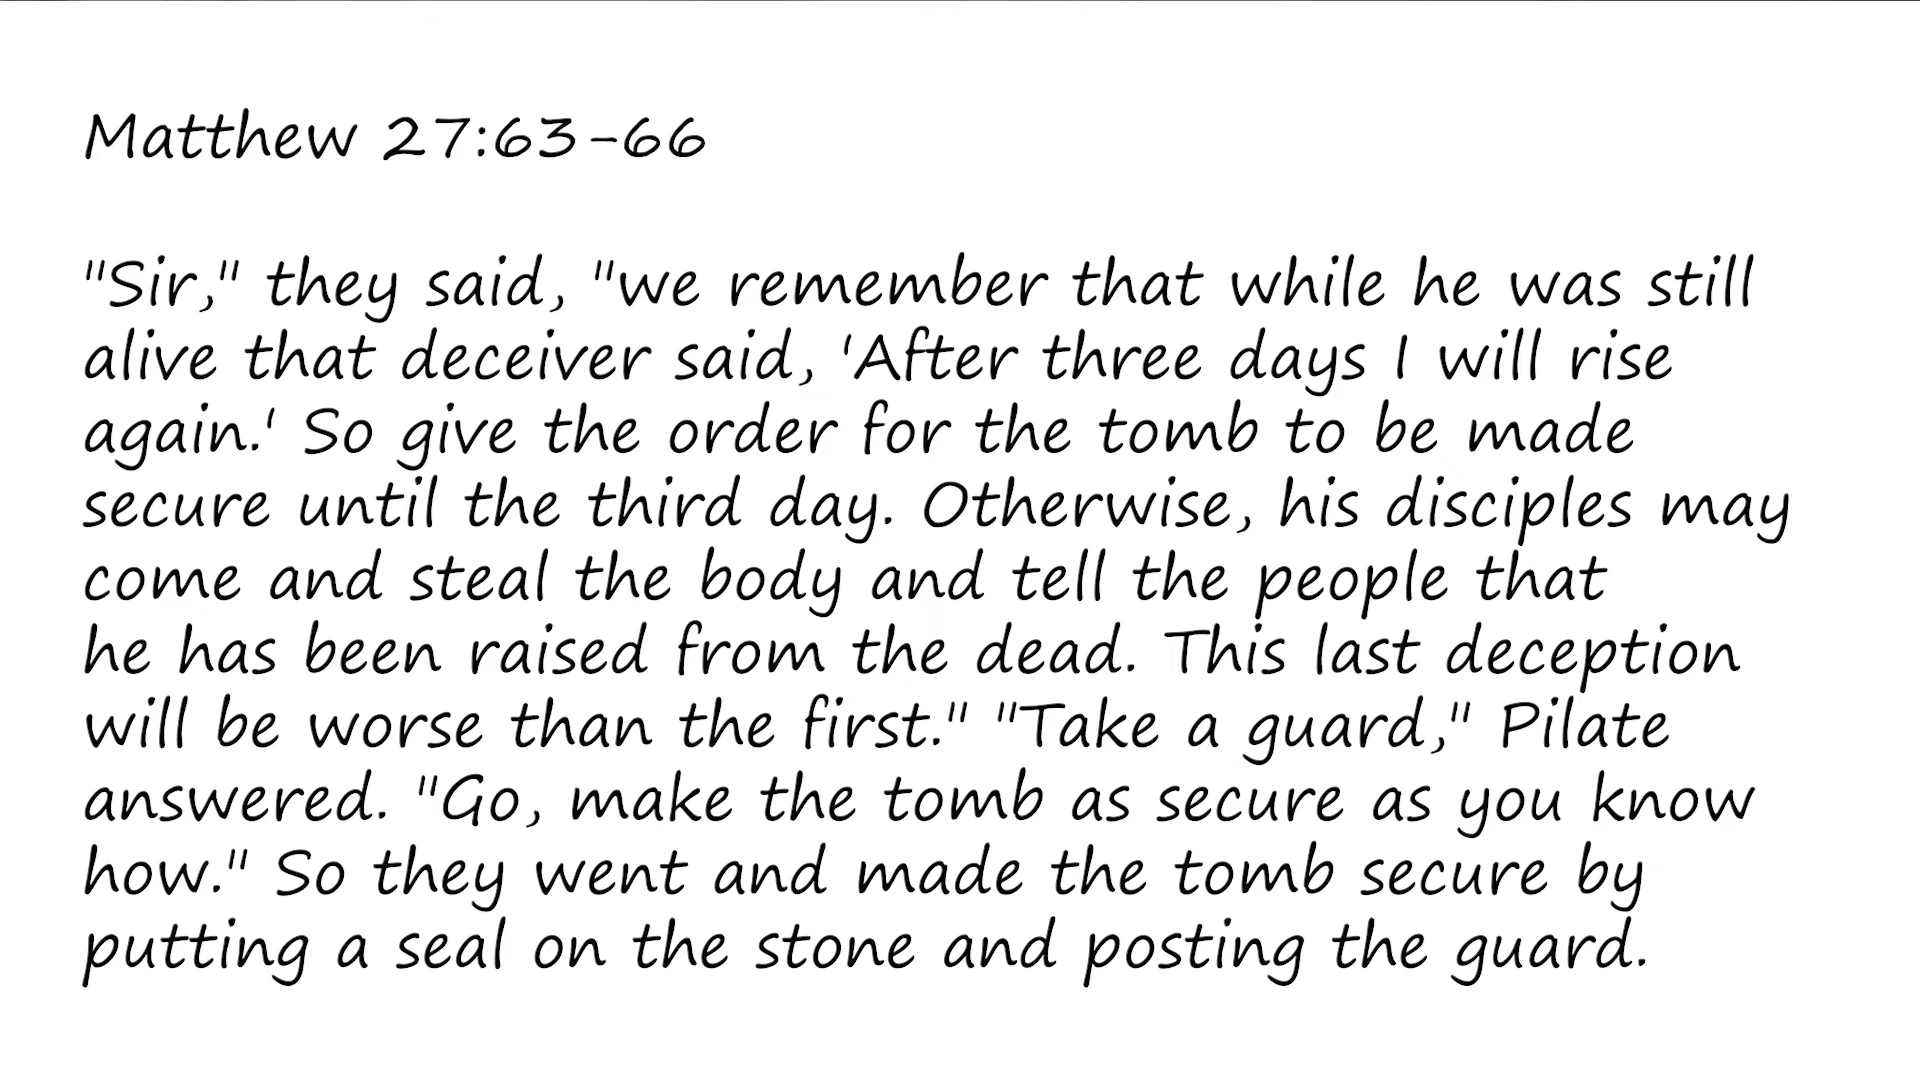 Matthew 27:63-66
"Sir," they said, "we remember that while he was still
alive that deceiver said, 'After three days I will rise
again.' So give the order for the tomb to be made
secure until the third day. Otherwise, his disciples may
come and steal the body and tell the people that
he has been raised from the dead. This last deception
will be worse than the first." "Take a guard," Pilate
answered. "Go, make the tomb as secure as you know
how." So they went and made the tomb secure by
putting a seal on the stone and posting the guard.